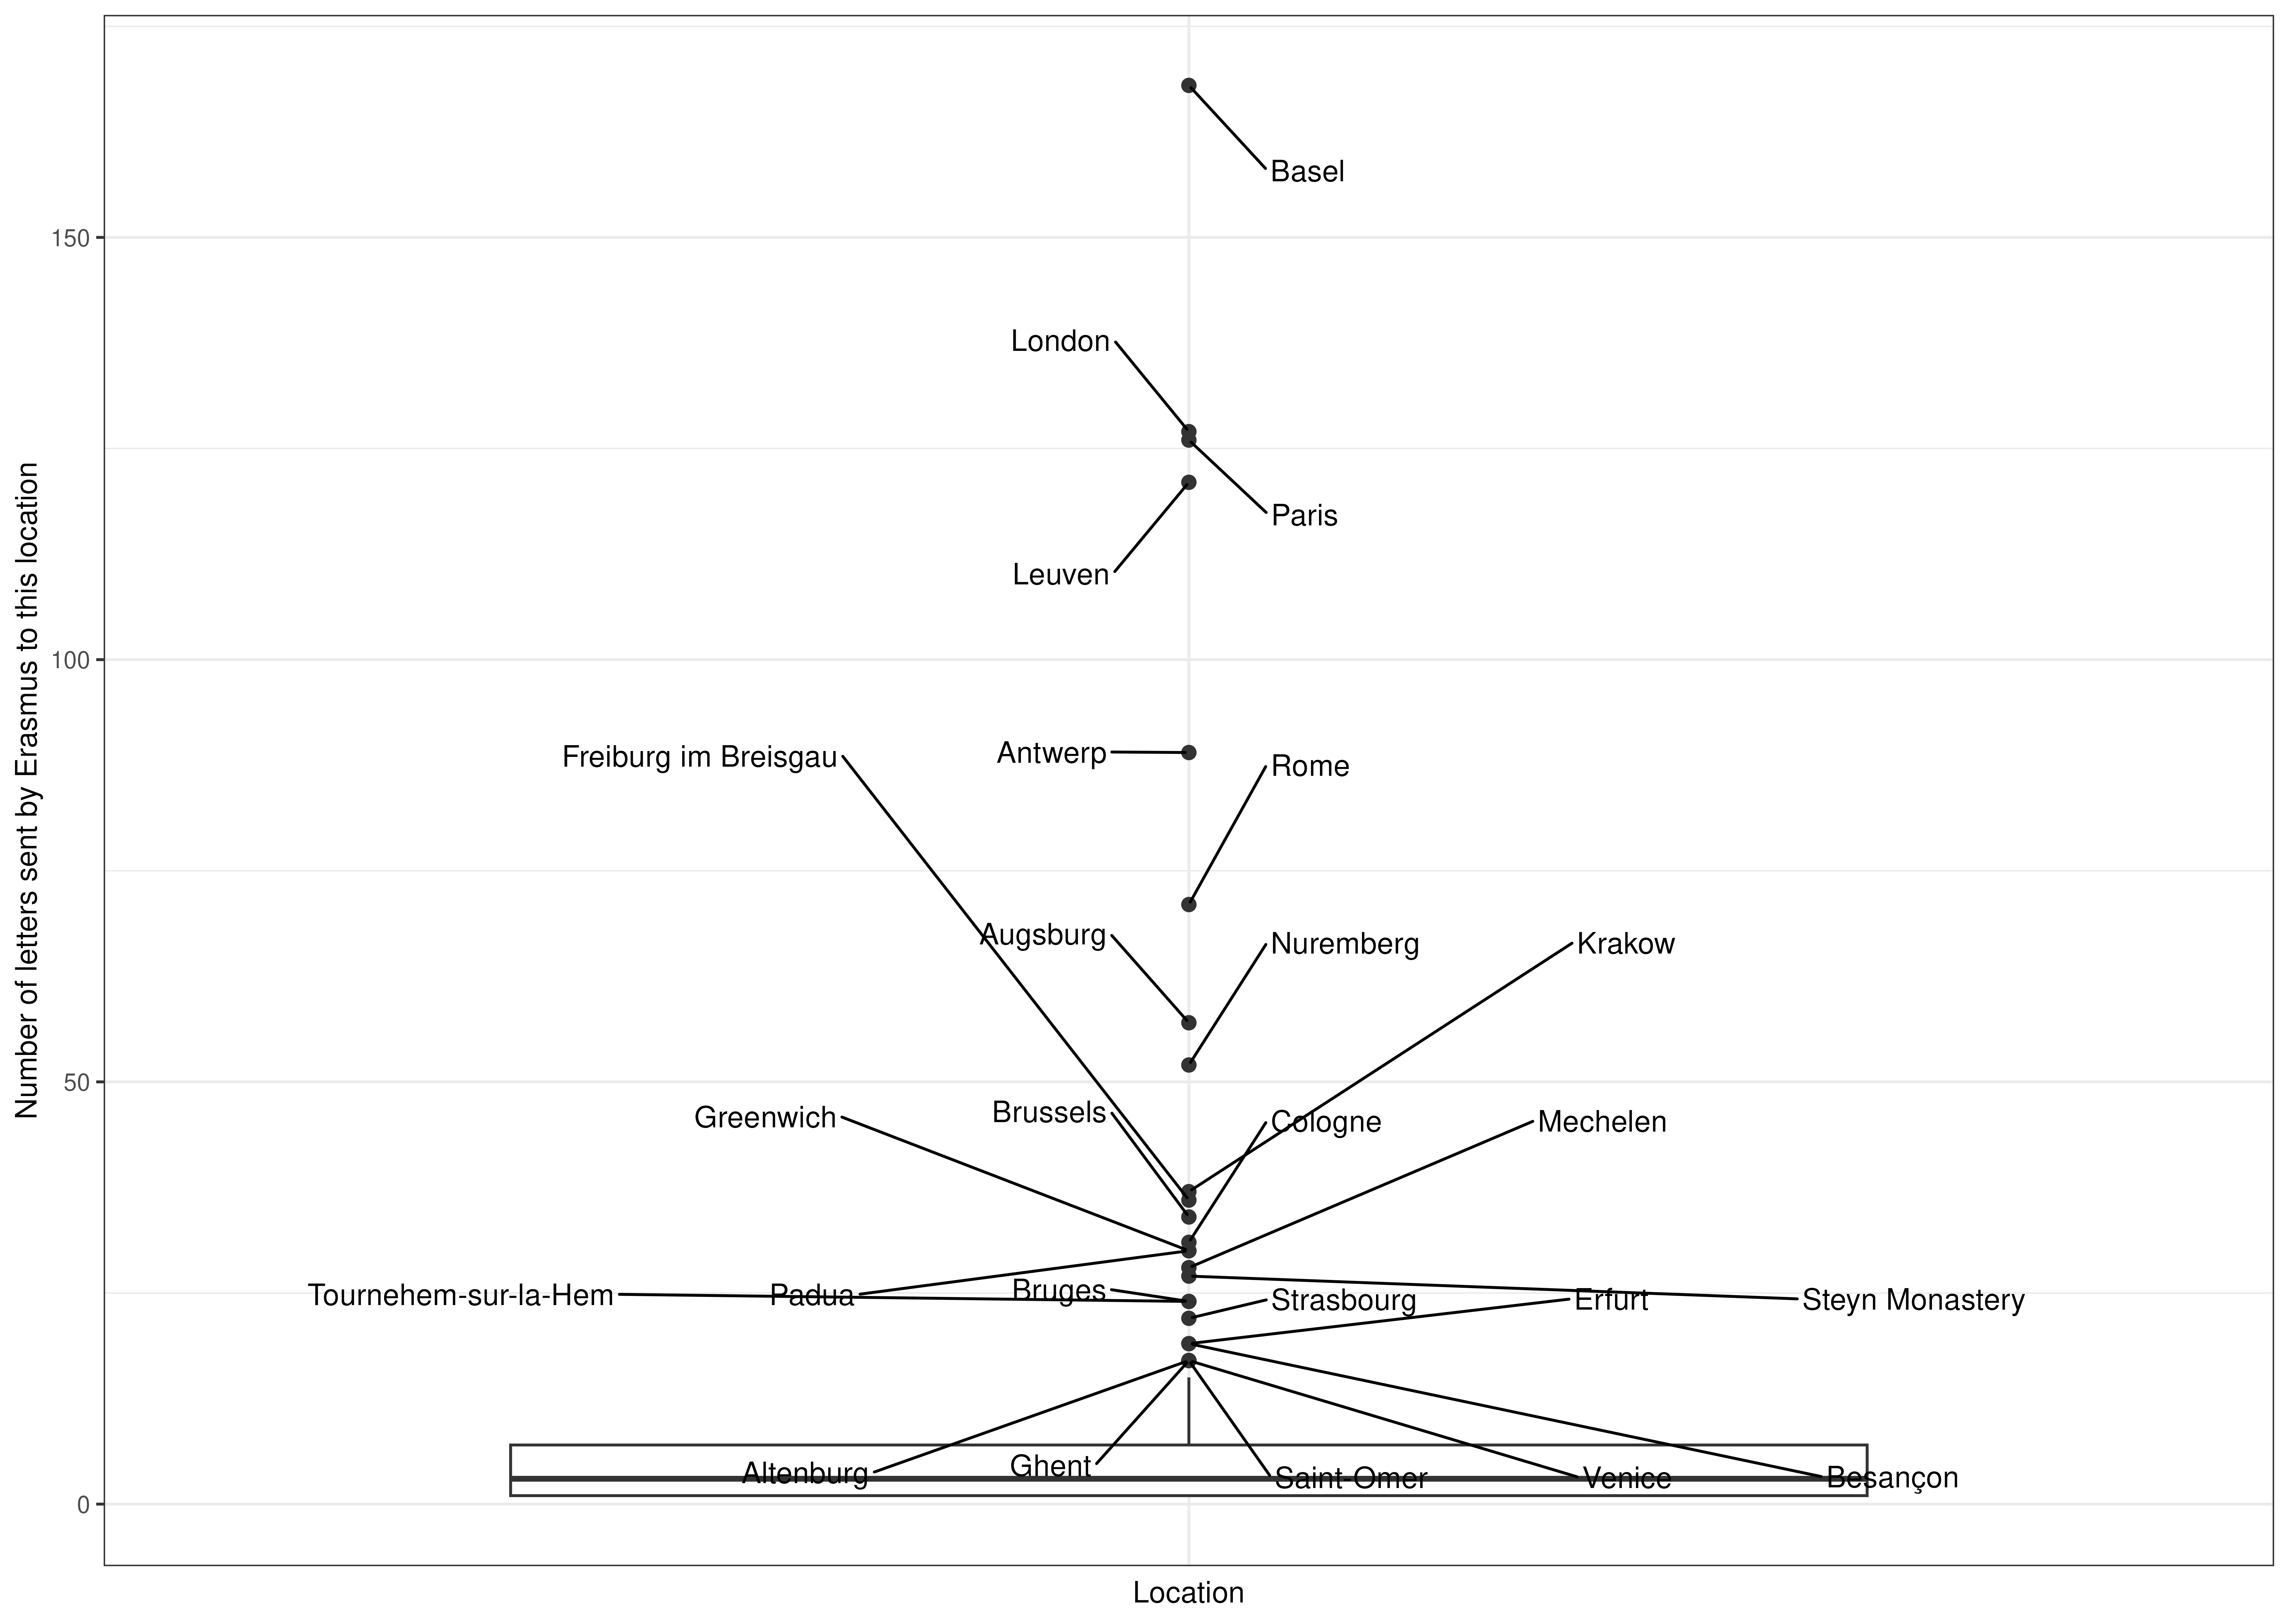 Number of letters sent by Erasmus to this location
150
100
50
0
Basel
London
Paris
Leuven
Freiburg im Breisgau
Antwerp
Rome
Augsburg
Nuremberg
Krakow
Greenwich
Brussels
Cologne
Mechelen
Tournehem-sur-la-Hem
Padua
Bruges
Strasbourg
Erfurt
Steyn Monastery
Altenburg
Ghent
Saint-Omer
Venice
Besançon
Location